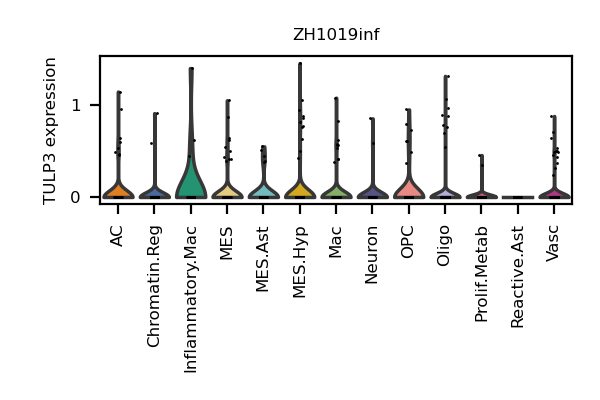 ZH1019inf
TULP3 expression
1
0
AC
Chromatin.Reg
Inflammatory.Mac
MES
MES.Ast
MES.Hyp
Mac
Neuron
OPC
Oligo
Prolif.Metab
Reactive.Ast
Vasc